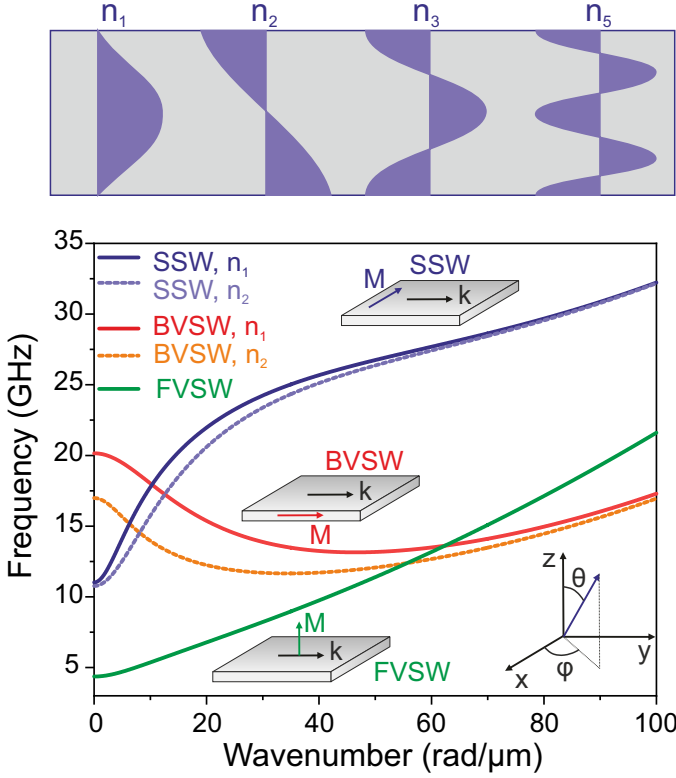 n₁ n₂ n₃ n₅
35
30
25
20
15
10
5
Frequency (GHz)
SSW, n₁
SSW, n₂
BVSW, n₁
BVSW, n₂
FVSW
SSW
M
k
BVSW
k
M
M
k
FVSW
z
θ
y
x
φ
0 20 40 60 80 100
Wavenumber (rad/µm)